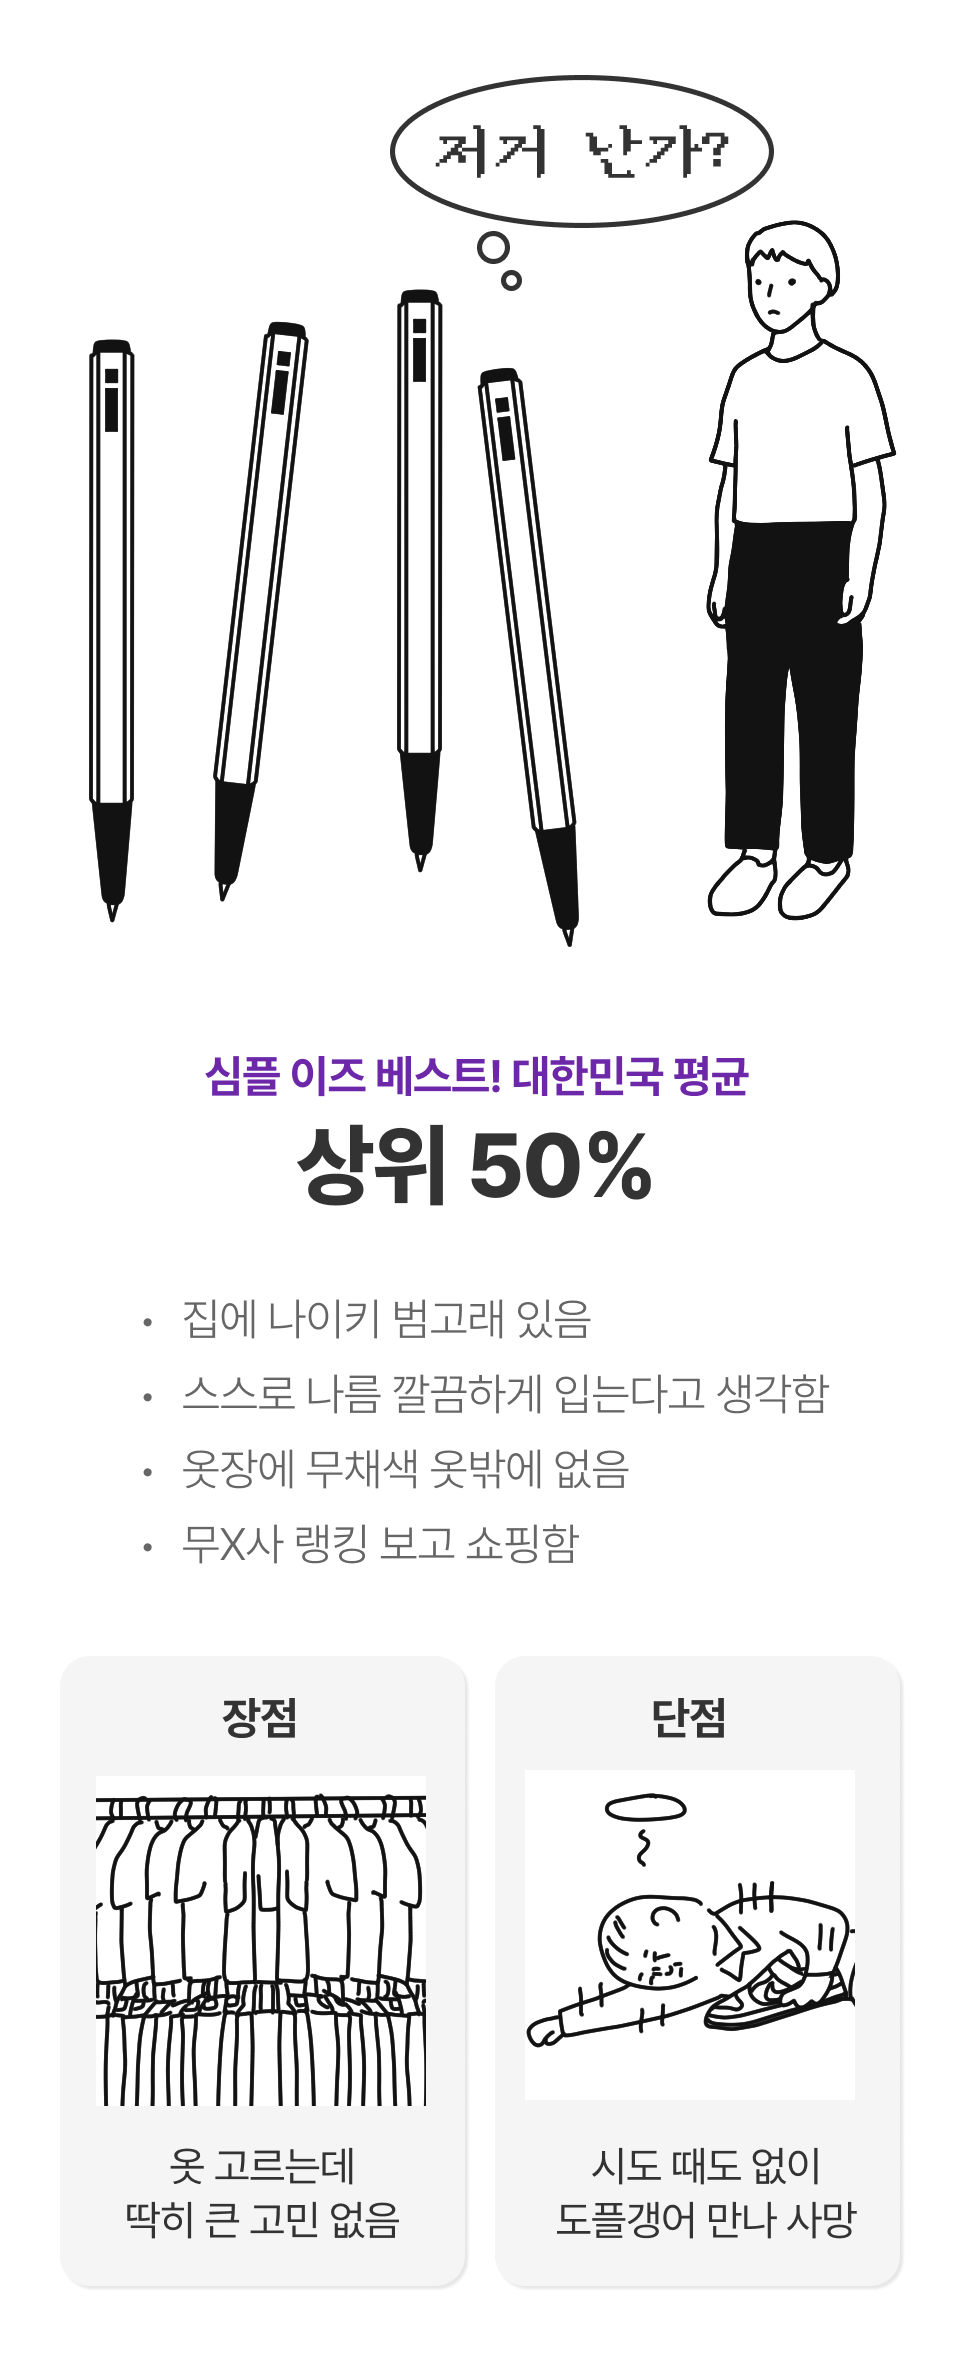 저거 난가?
심플 이즈 베스트! 대한민국 평균
상위 50%
• 집에 나이키 범고래 있음
• 스스로 나름 깔끔하게 입는다고 생각함
• 옷장에 무채색 옷밖에 없음
• 무X사 랭킹 보고 쇼핑함
장점
옷 고르는데
딱히 큰 고민 없음
단점
시도 때도 없이
도플갱어 만나 사망